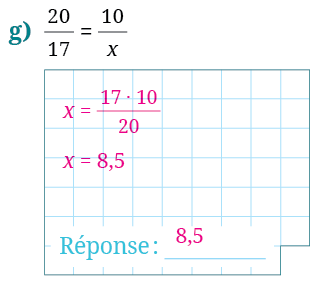 g) 20/17 = 10/x
x = 17 · 10/20
x = 8,5
Réponse : 8,5